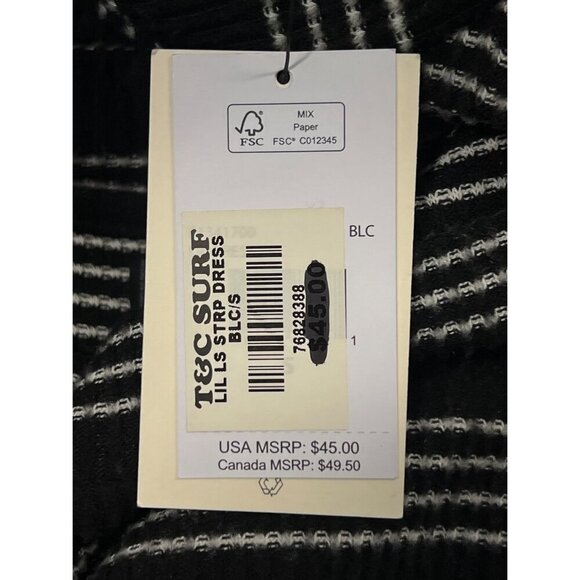 MIX
Paper
FSC
FSC® C012345
BLC
T&C SURF
LIL LS STRP DRESS
BLC/S
76828388
$45.00
1
USA MSRP: $45.00
Canada MSRP: $49.50